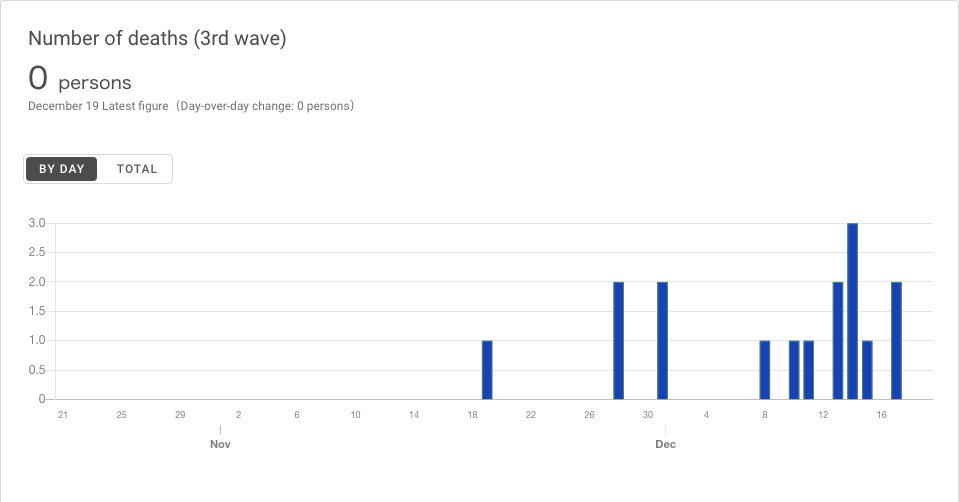 Number of deaths (3rd wave)
0 persons
December 19 Latest figure（Day-over-day change: 0 persons）
BY DAY TOTAL
3.0
2.5
2.0
1.5
1.0
0.5
0
21 25 29 2 6 10 14 18 22 26 30 4 8 12 16
Nov Dec